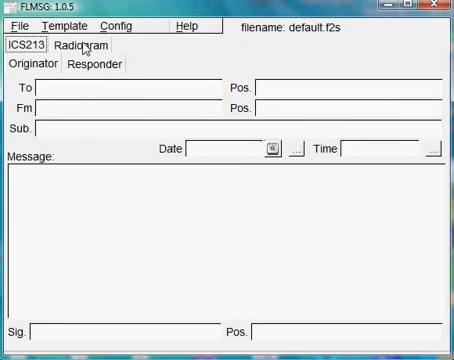 FLMSG: 1.0.5
File Template Config Help filename: default.f2s
ICS213 Radiogram
Originator Responder
To Pos.
Fm Pos.
Sub.
Date ... Time ...
Message:
Sig. Pos.